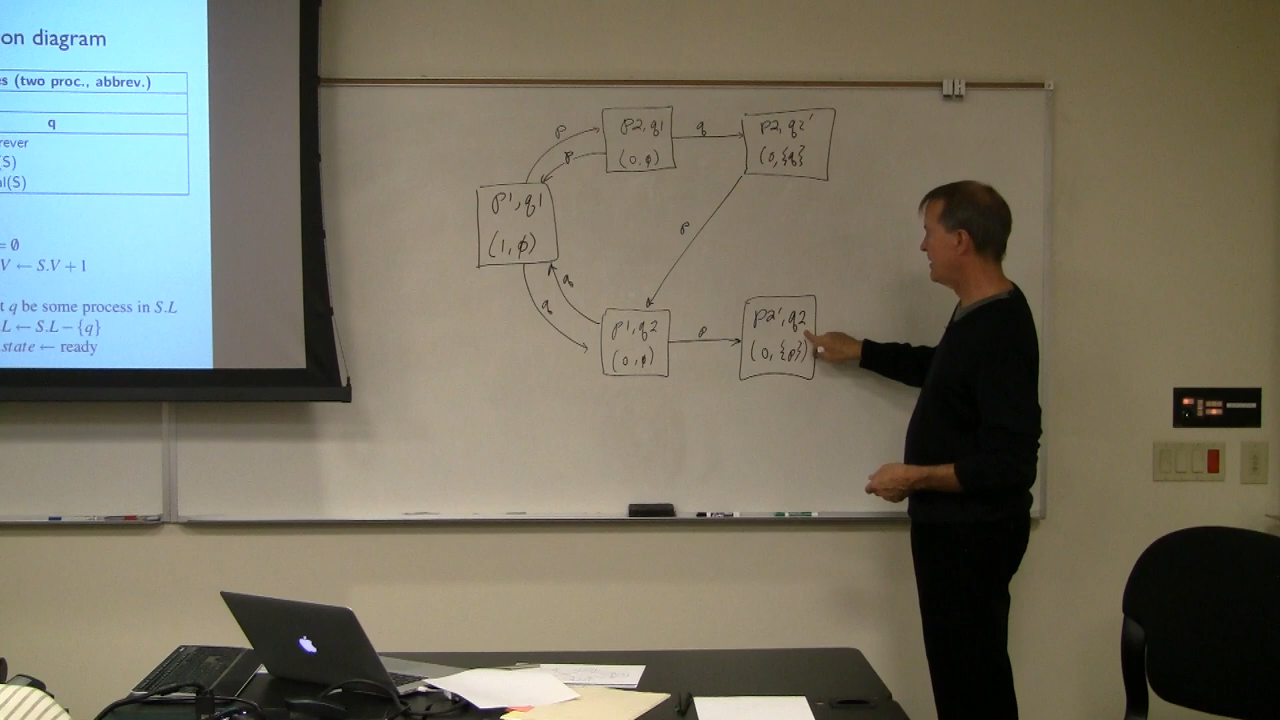 on diagram
es (two proc., abbrev.)
q
rever
(S)
al(S)
= ∅
V ← S.V + 1
t q be some process in S.L
L ← S.L – {q}
state ← ready
p2, q1
(0, ϕ)
p2, q2'
(0, {q}
p1, q1
(1, ϕ)
p1, q2
(0, ϕ)
p2', q2
(0, {p})
p
p
q
p
q
q
p